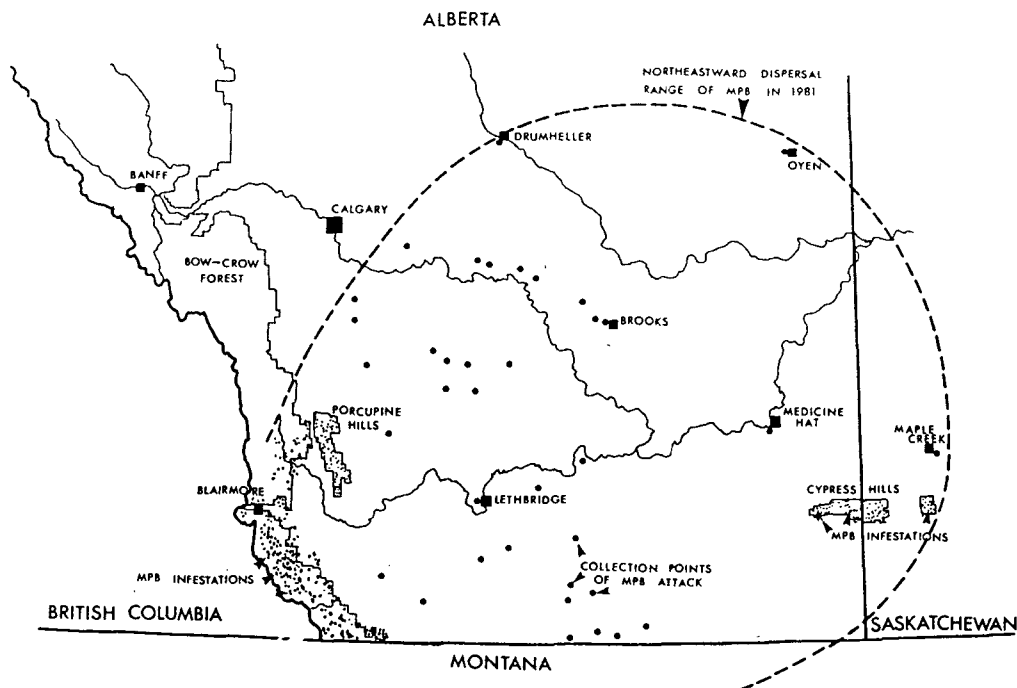 ALBERTA
NORTHEASTWARD DISPERSAL
RANGE OF MPB IN 1981
DRUMHELLER
OYEN
BANFF
CALGARY
BOW-CROW
FOREST
BROOKS
PORCUPINE
HILLS
MEDICINE
HAT
MAPLE
CREEK
BLAIRMORE
LETHBRIDGE
CYPRESS HILLS
MPB INFESTATIONS
COLLECTION POINTS
OF MPB ATTACK
MPB INFESTATIONS
BRITISH COLUMBIA
SASKATCHEWAN
MONTANA